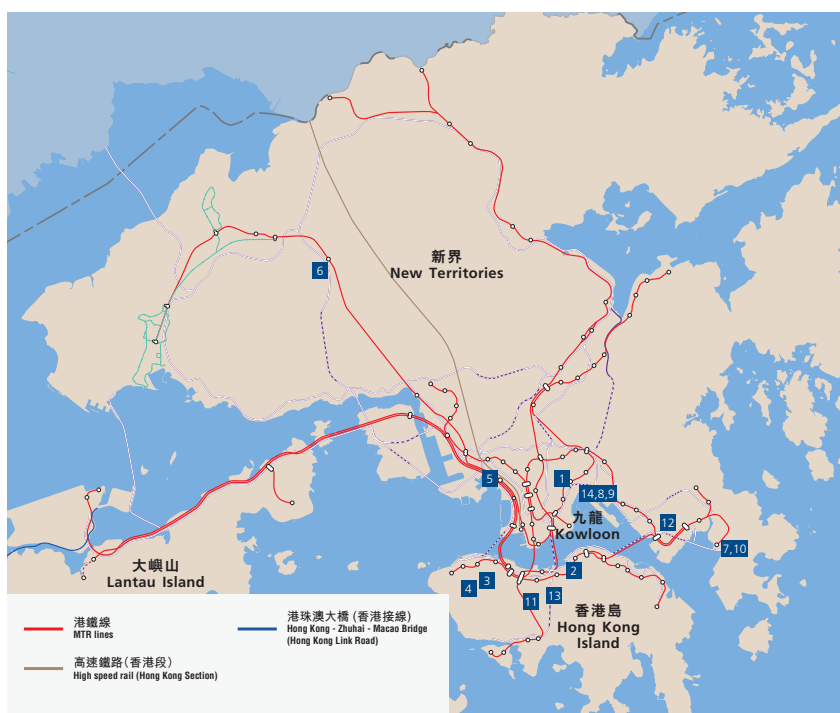 新界
New Territories
6
5
1
14,8,9
九龍
Kowloon
12
7,10
大嶼山
Lantau Island
4
3
2
11
13
香港島
Hong Kong
Island
港鐵線
MTR lines
高速鐵路(香港段)
High speed rail (Hong Kong Section)
港珠澳大橋 (香港接線)
Hong Kong - Zhuhai - Macao Bridge
(Hong Kong Link Road)